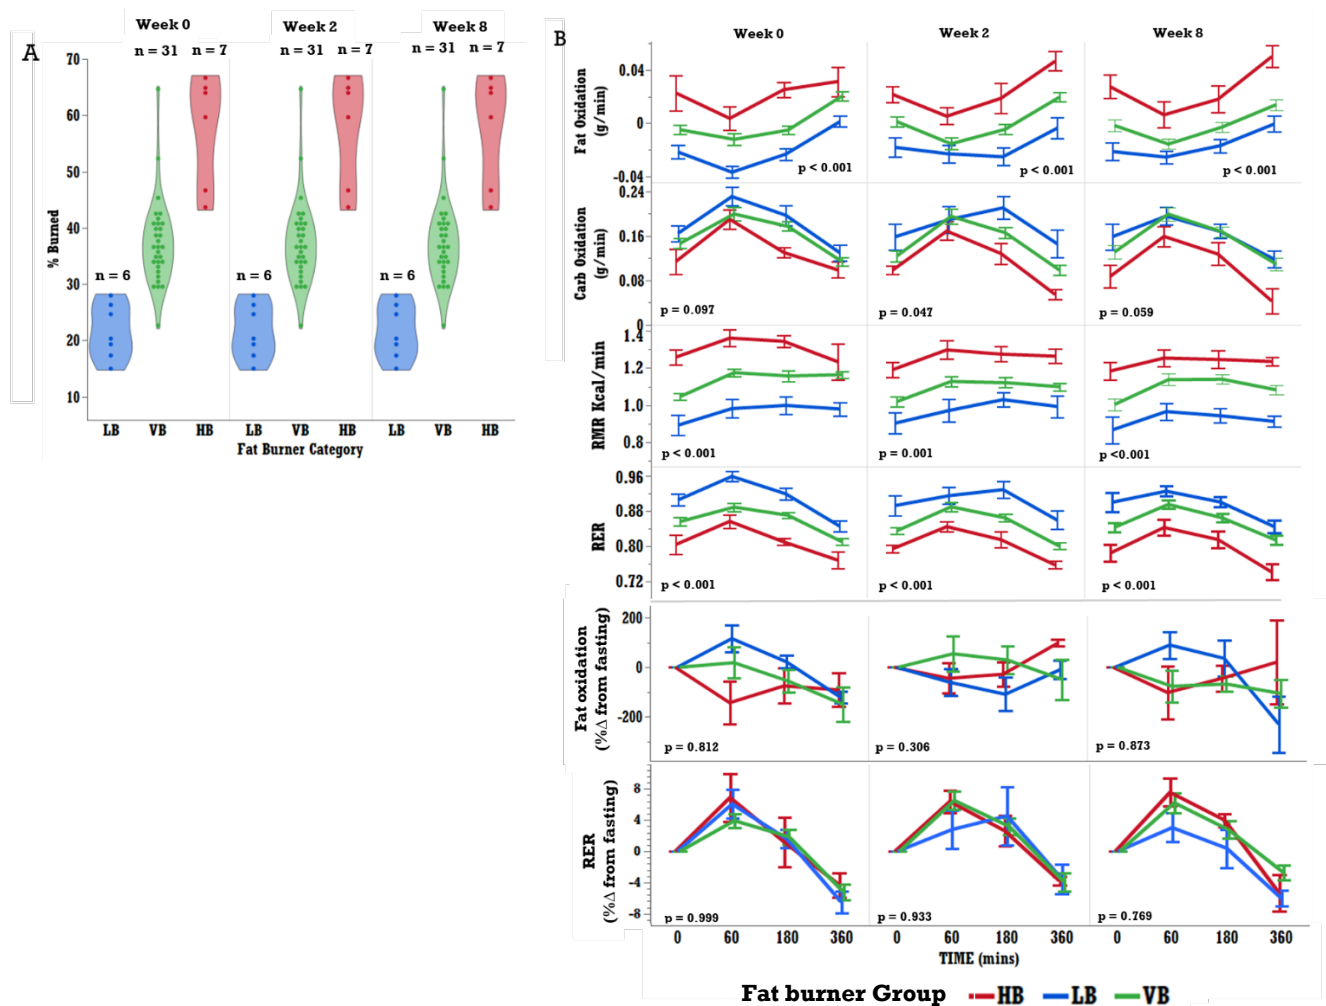 A
Week 0
Week 2
Week 8
n = 31
n = 7
n = 31
n = 7
n = 31
n = 7
70
60
50
40
30
20
10
% Burned
n = 6
n = 6
n = 6
LB
VB
HB
LB
VB
HB
LB
VB
HB
Fat Burner Category
B
Week 0
Week 2
Week 8
Fat Oxidation
(g/min)
0.04
0
-0.04
p < 0.001
p < 0.001
p < 0.001
Carb Oxidation
(g/min)
0.24
0.16
0.08
0
p = 0.097
p = 0.047
p = 0.059
RMR Kcal/min
1.4
1.2
1.0
0.8
p < 0.001
p = 0.001
p <0.001
RER
0.96
0.88
0.80
0.72
p < 0.001
p < 0.001
p < 0.001
Fat oxidation
(%Δ from fasting)
200
0
-200
p = 0.812
p = 0.306
p = 0.873
RER
(%Δ from fasting)
8
4
0
-4
-8
p = 0.999
p = 0.933
p = 0.769
0
60
180
360
0
60
180
360
0
60
180
360
TIME (mins)
Fat burner Group
HB
LB
VB